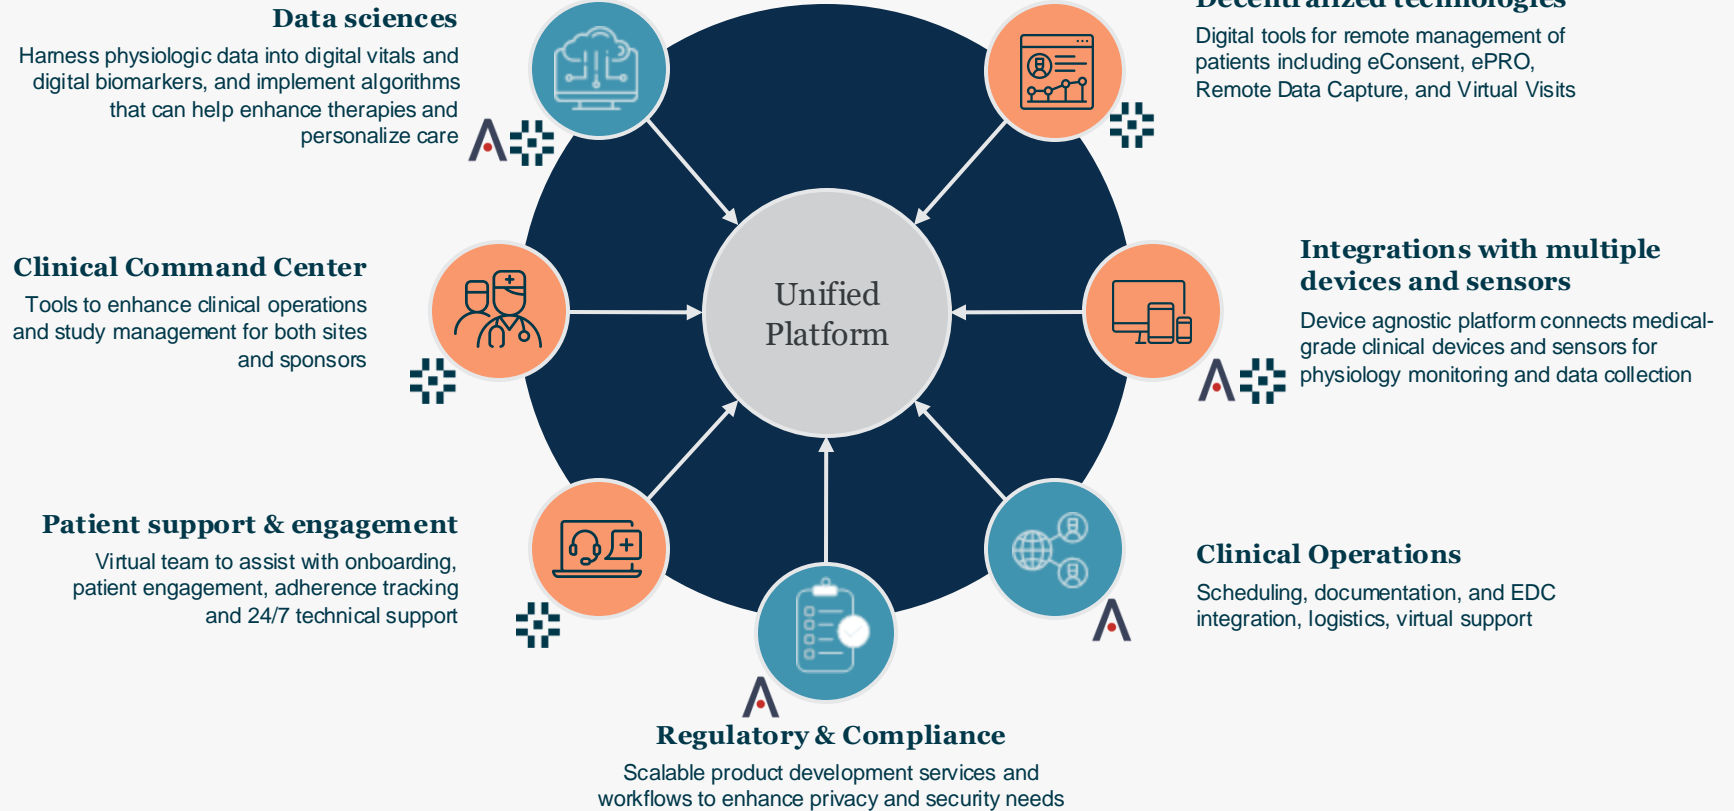 Data sciences
Harness physiologic data into digital vitals and
digital biomarkers, and implement algorithms
that can help enhance therapies and
personalize care
Decentralized technologies
Digital tools for remote management of
patients including eConsent, ePRO,
Remote Data Capture, and Virtual Visits
Clinical Command Center
Tools to enhance clinical operations
and study management for both sites
and sponsors
Unified
Platform
Integrations with multiple
devices and sensors
Device agnostic platform connects medical-
grade clinical devices and sensors for
physiology monitoring and data collection
Patient support & engagement
Virtual team to assist with onboarding,
patient engagement, adherence tracking
and 24/7 technical support
Clinical Operations
Scheduling, documentation, and EDC
integration, logistics, virtual support
Regulatory & Compliance
Scalable product development services and
workflows to enhance privacy and security needs